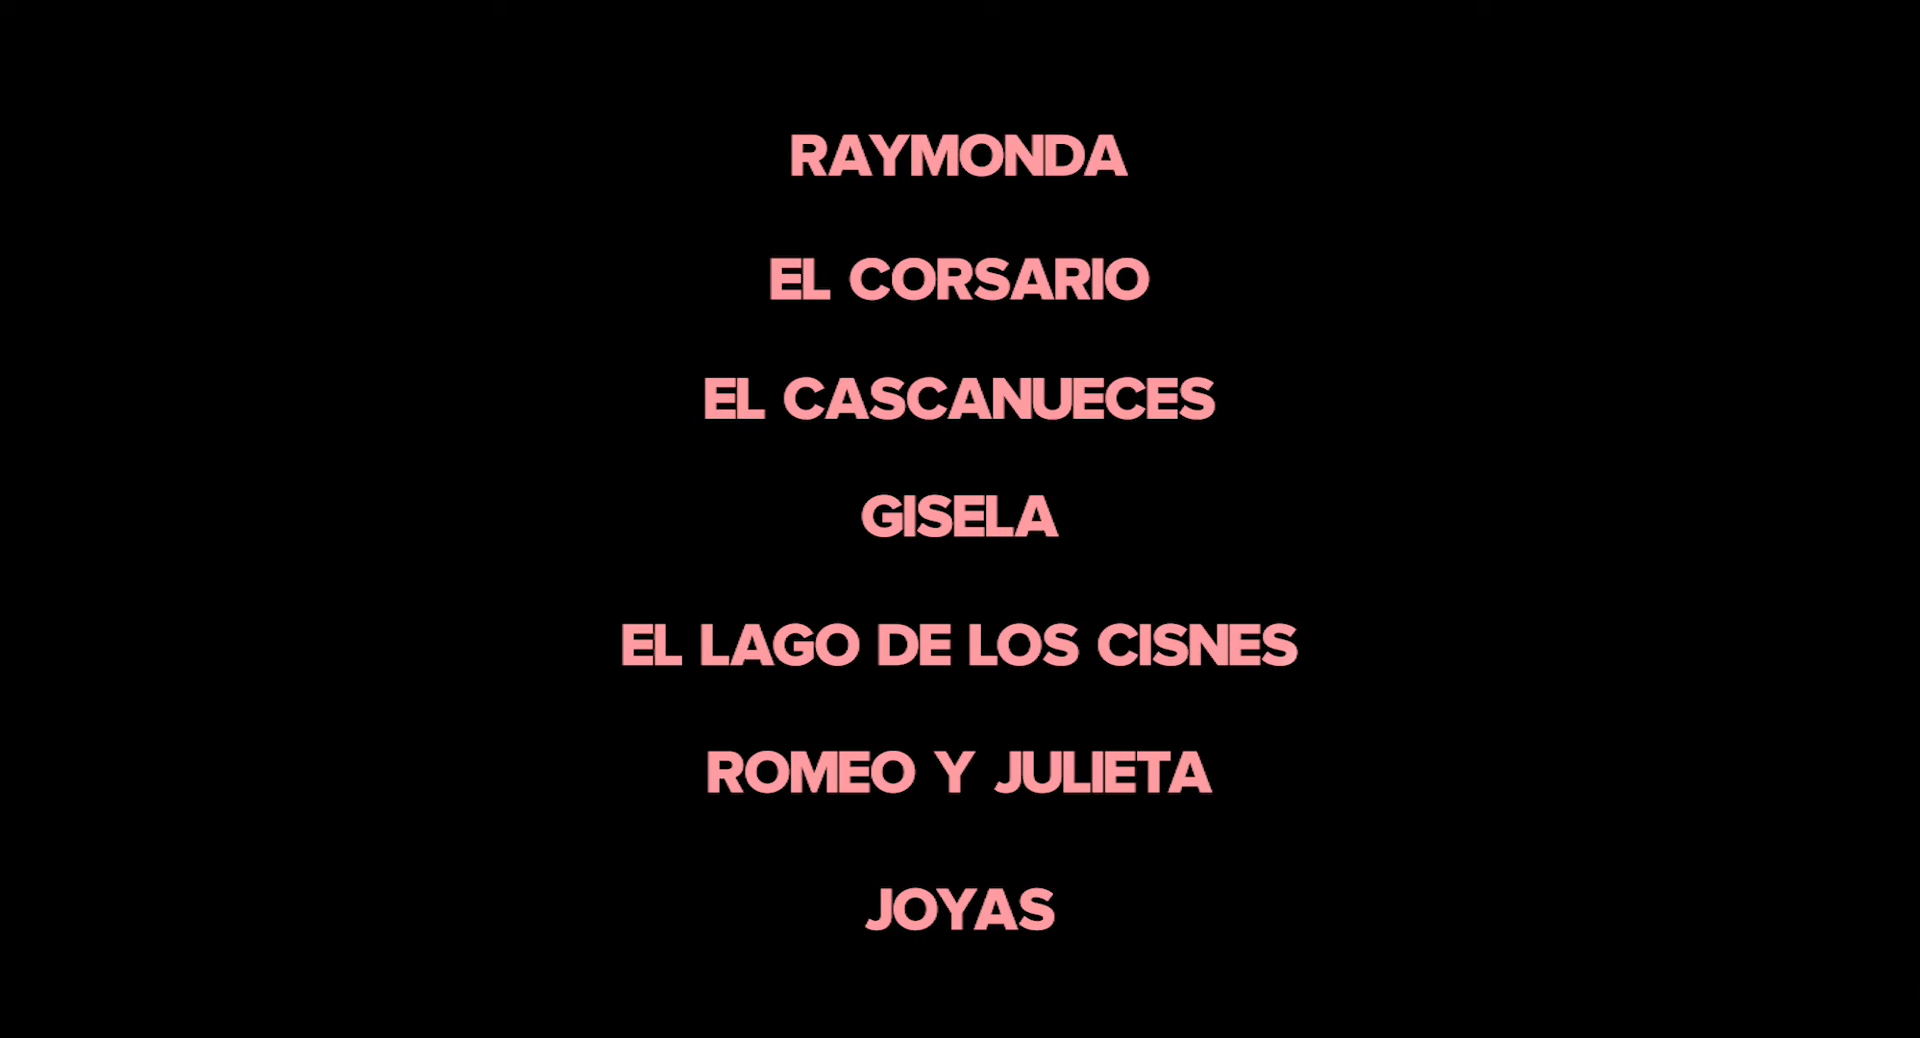 RAYMONDA
EL CORSARIO
EL CASCANUECES
GISELA
EL LAGO DE LOS CISNES
ROMEO Y JULIETA
JOYAS